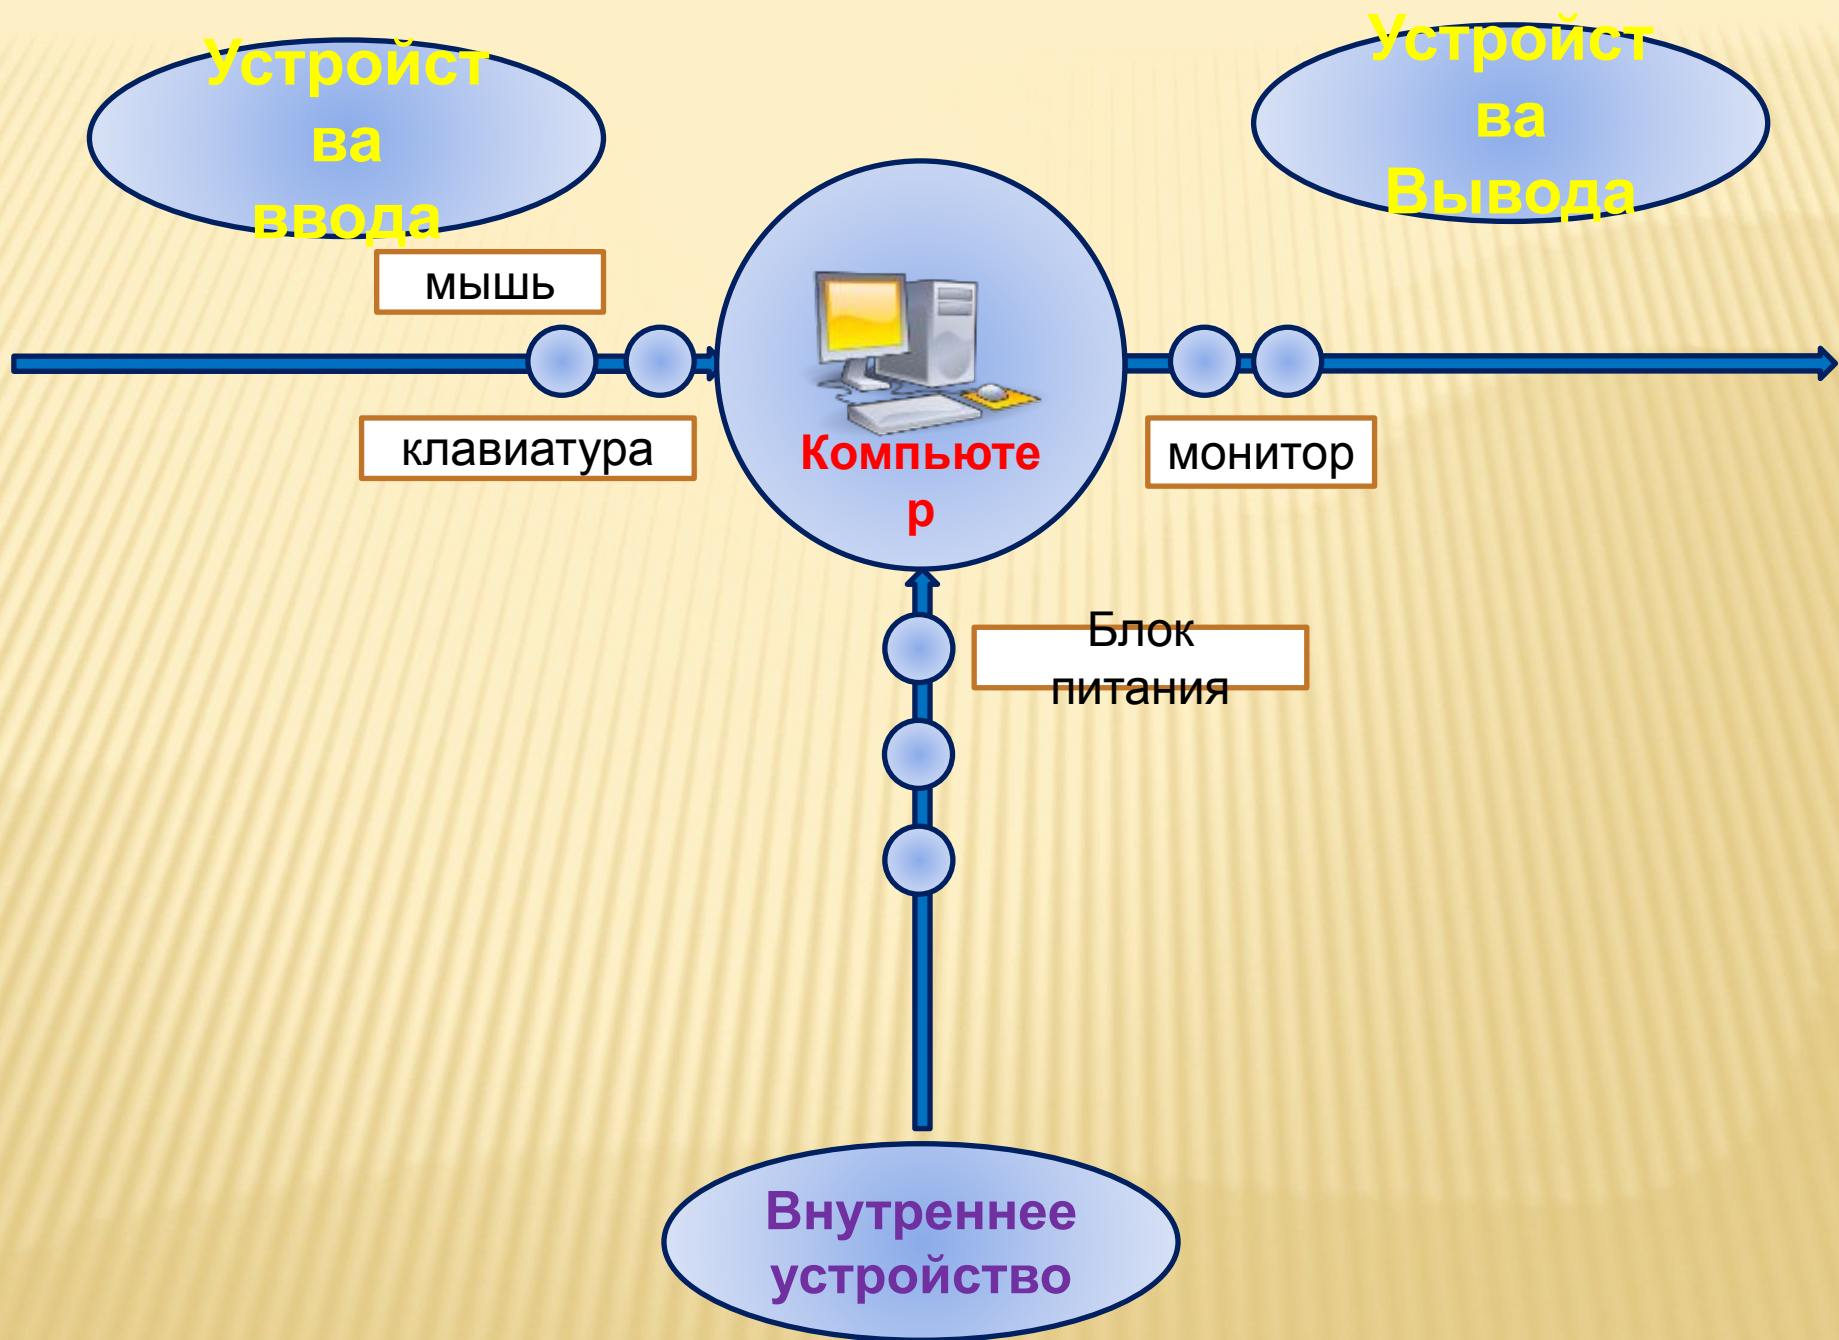 Устройст
ва
ввода
Устройст
ва
Вывода
мышь
клавиатура
Компьюте
р
монитор
Блок
питания
Внутреннее
устройство